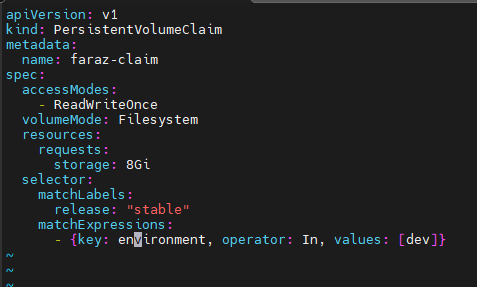 apiVersion: v1
kind: PersistentVolumeClaim
metadata:
  name: faraz-claim
spec:
  accessModes:
    - ReadWriteOnce
  volumeMode: Filesystem
  resources:
    requests:
      storage: 8Gi
  selector:
    matchLabels:
      release: "stable"
    matchExpressions:
      - {key: environment, operator: In, values: [dev]}
~
~
~